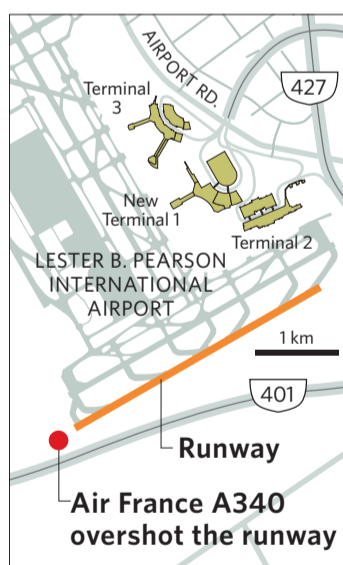 AIRPORT RD.
427
Terminal
3
New
Terminal 1
Terminal 2
LESTER B. PEARSON
INTERNATIONAL
AIRPORT
1 km
401
Runway
Air France A340
overshot the runway